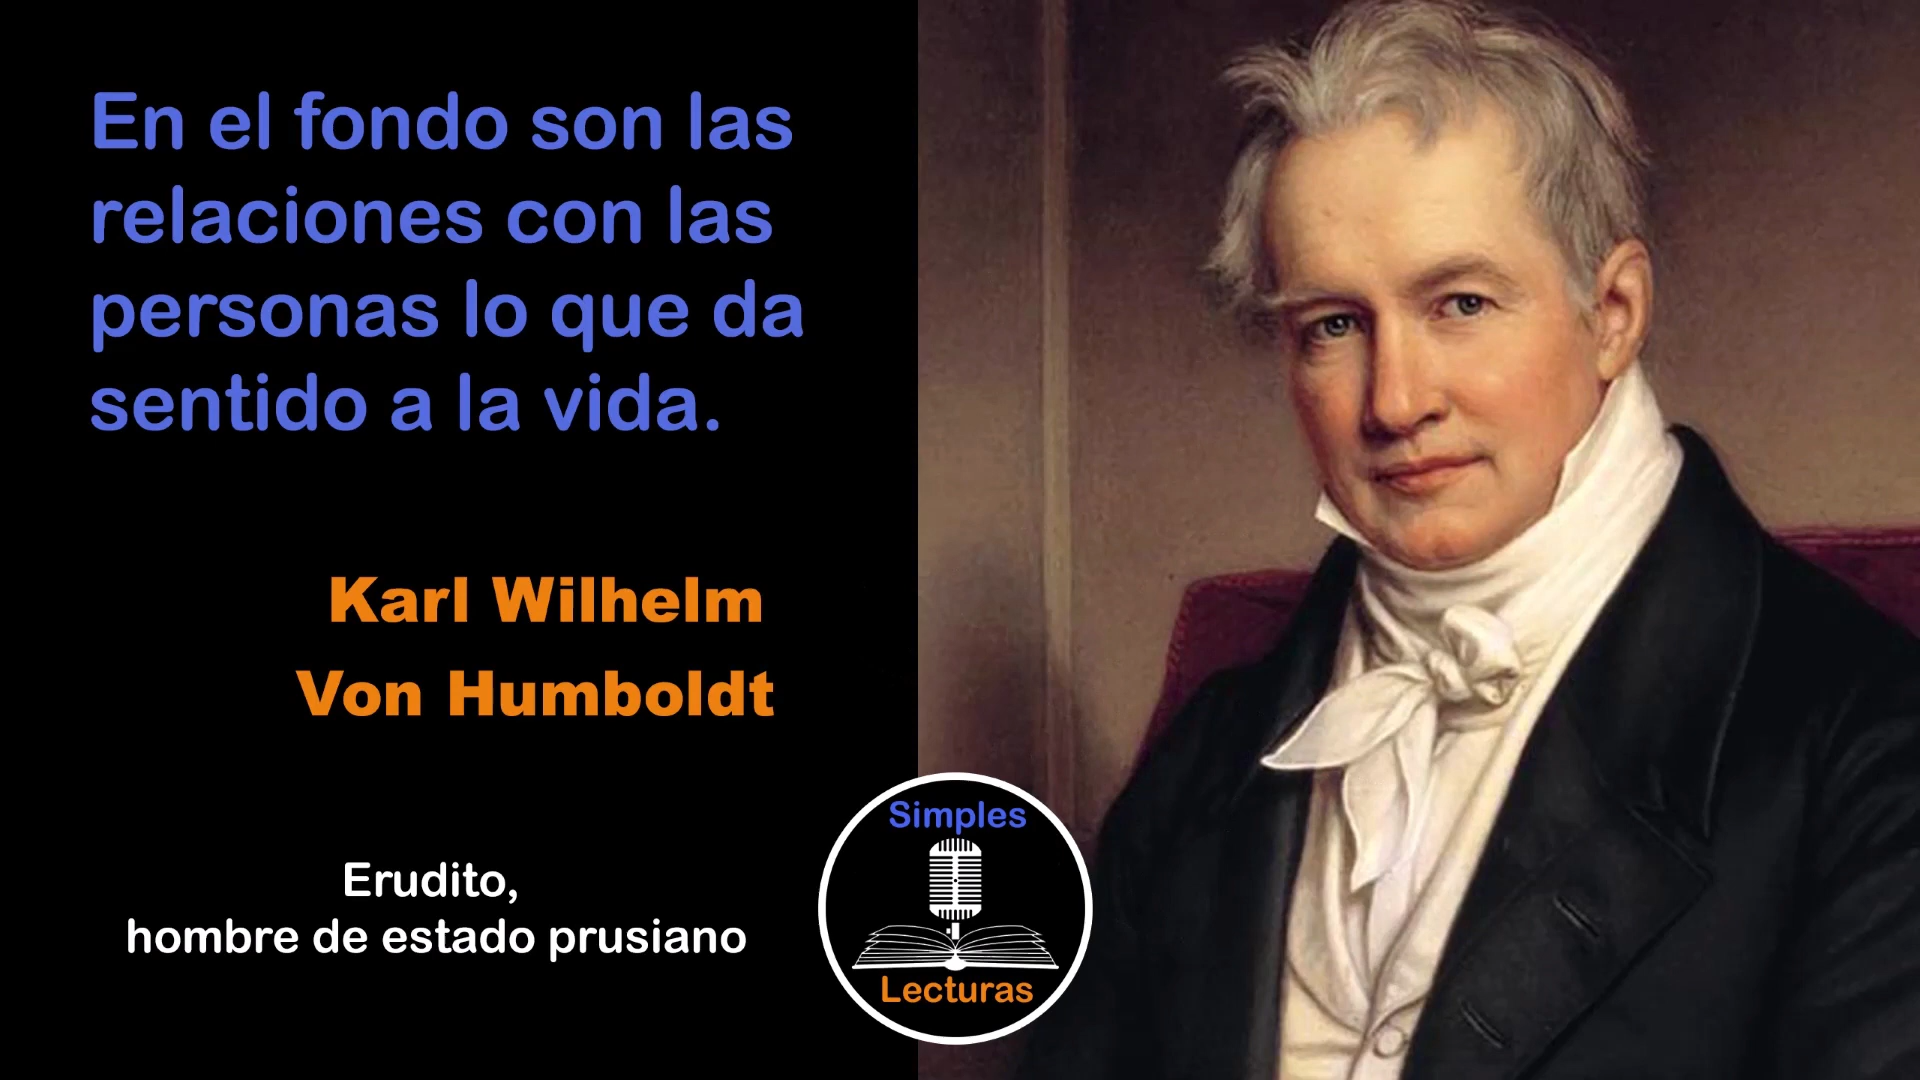 En el fondo son las
relaciones con las
personas lo que da
sentido a la vida.
Karl Wilhelm
Von Humboldt
Erudito,
hombre de estado prusiano
Simples
Lecturas